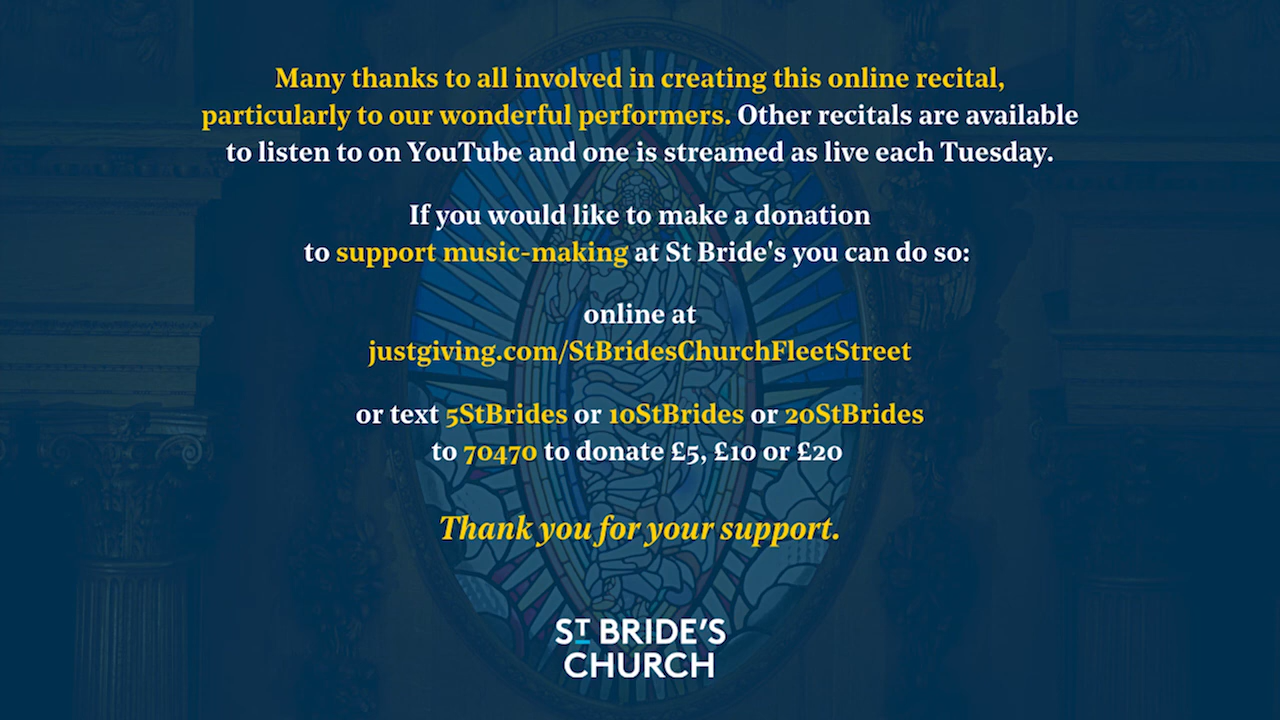 Many thanks to all involved in creating this online recital,
particularly to our wonderful performers. Other recitals are available
to listen to on YouTube and one is streamed as live each Tuesday.
If you would like to make a donation
to support music-making at St Bride's you can do so:
online at
justgiving.com/StBridesChurchFleetStreet
or text 5StBrides or 10StBrides or 20StBrides
to 70470 to donate £5, £10 or £20
Thank you for your support.
ST BRIDE'S
CHURCH